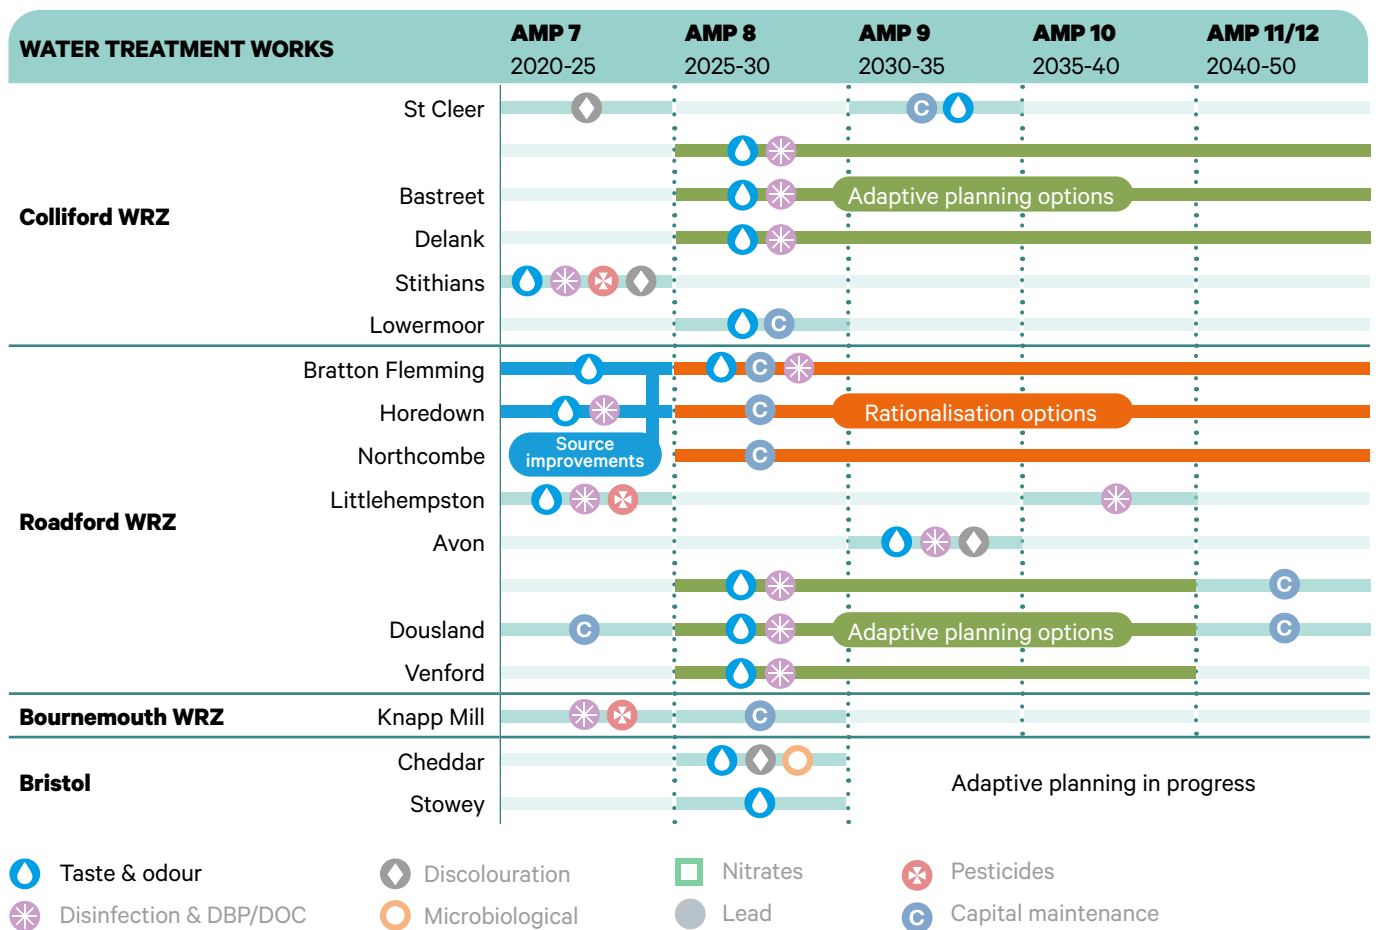 WATER TREATMENT WORKS
AMP 7
2020-25
AMP 8
2025-30
AMP 9
2030-35
AMP 10
2035-40
AMP 11/12
2040-50
Colliford WRZ
St Cleer
C
Bastreet
Adaptive planning options
Delank
Stithians
Lowermoor
C
Roadford WRZ
Bratton Flemming
C
Horedown
C
Rationalisation options
Source
improvements
Northcombe
C
Littlehempston
Avon
C
Dousland
C
Adaptive planning options
C
Venford
Bournemouth WRZ
Knapp Mill
C
Bristol
Cheddar
Stowey
Adaptive planning in progress
Taste & odour
Discolouration
Nitrates
Pesticides
Disinfection & DBP/DOC
Microbiological
Lead
C Capital maintenance